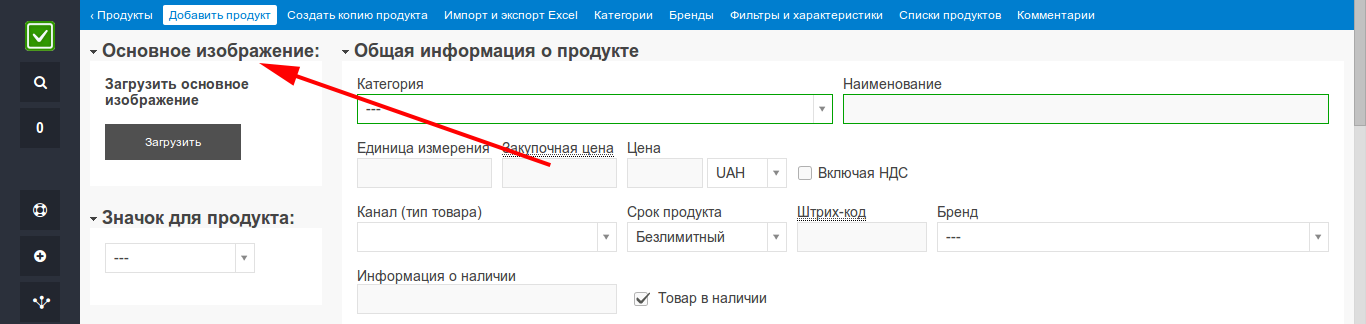 ‹ Продукты Добавить продукт Создать копию продукта Импорт и экспорт Excel Категории Бренды Фильтры и характеристики Списки продуктов Комментарии
Основное изображение:
Загрузить основное
изображение
Загрузить
0
Значок для продукта:
---
Общая информация о продукте
Категория Наименование
---
Единица измерения Закупочная цена Цена
UAH Включая НДС
Канал (тип товара) Срок продукта Штрих-код Бренд
Безлимитный ---
Информация о наличии
Товар в наличии